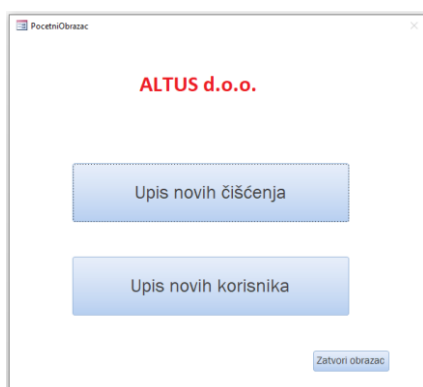 PocetniObrazac
ALTUS d.o.o.
Upis novih čišćenja
Upis novih korisnika
Zatvori obrazac